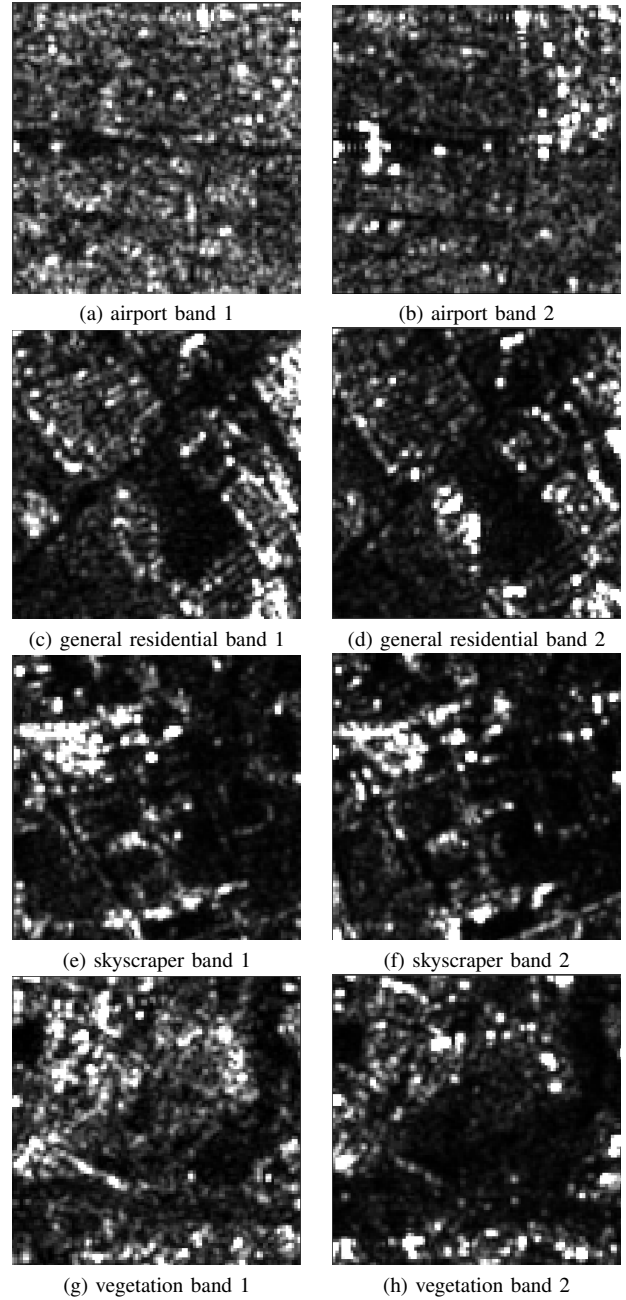 (a) airport band 1
(b) airport band 2
(c) general residential band 1
(d) general residential band 2
(e) skyscraper band 1
(f) skyscraper band 2
(g) vegetation band 1
(h) vegetation band 2